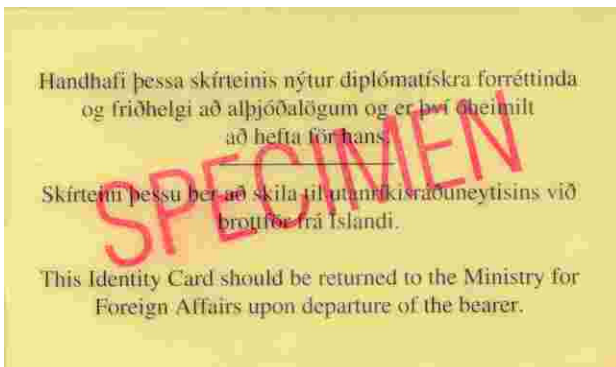 Handhafi þessa skírteinis nýtur diplómatískra forréttinda
og friðhelgi að alþjóðalögum og er því óheimilt
að hefta för hans.
Skírteini þessu ber að skila til utanríkisráðuneytisins við
brottför frá Íslandi.
This Identity Card should be returned to the Ministry for
Foreign Affairs upon departure of the bearer.
SPECIMEN